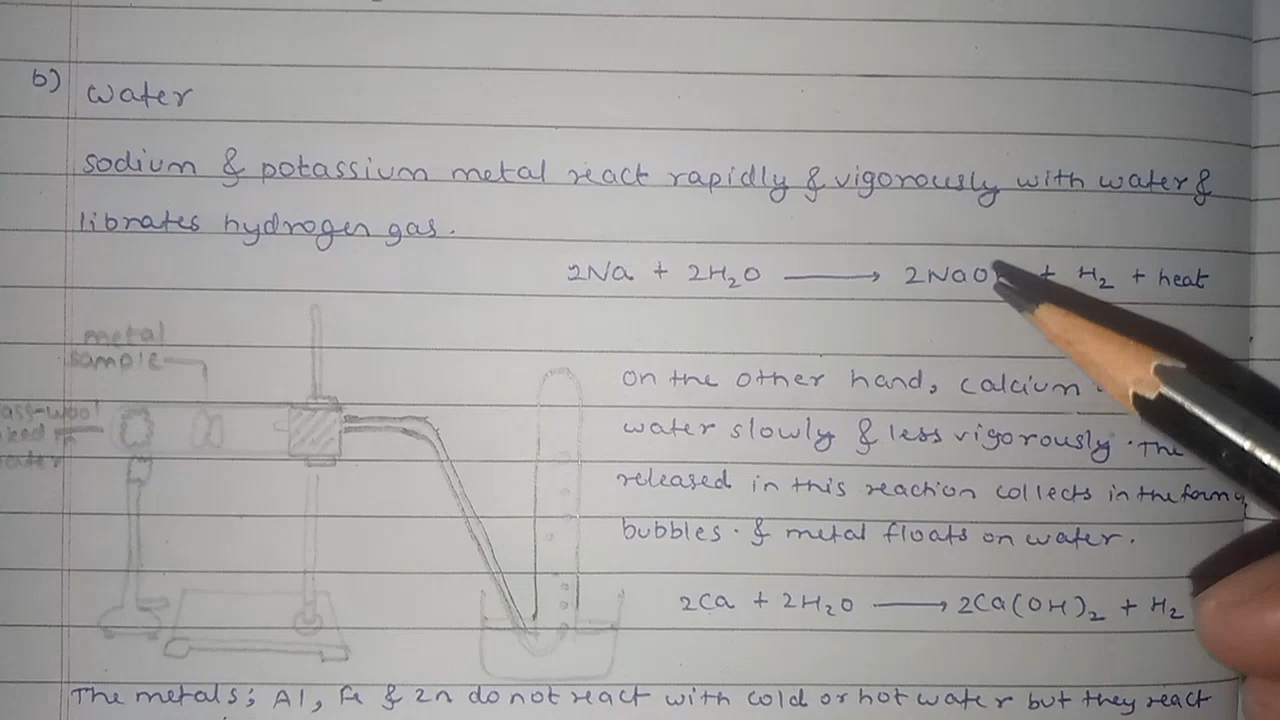 b) water
sodium & potassium metal react rapidly & vigorously with water &
librates hydrogen gas.
2Na + 2H₂O ⟶ 2NaO + H₂ + heat
metal
sample
on the other hand, calcium
water slowly & less vigorously. The
released in this reaction collects in the form
bubbles. & metal floats on water.
2Ca + 2H₂O ⟶ 2Ca(OH)₂ + H₂
The metals; Al, Fe & Zn do not react with cold or hot water but they react